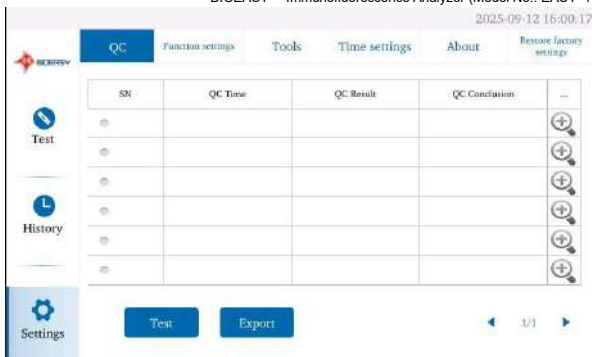 2025-09-12 16:00:17
QC
Function settings
Tools
Time settings
About
Restore factory
settings
SN
QC Time
QC Result
QC Conclusion
...
Test
History
Settings
Test
Export
1/1